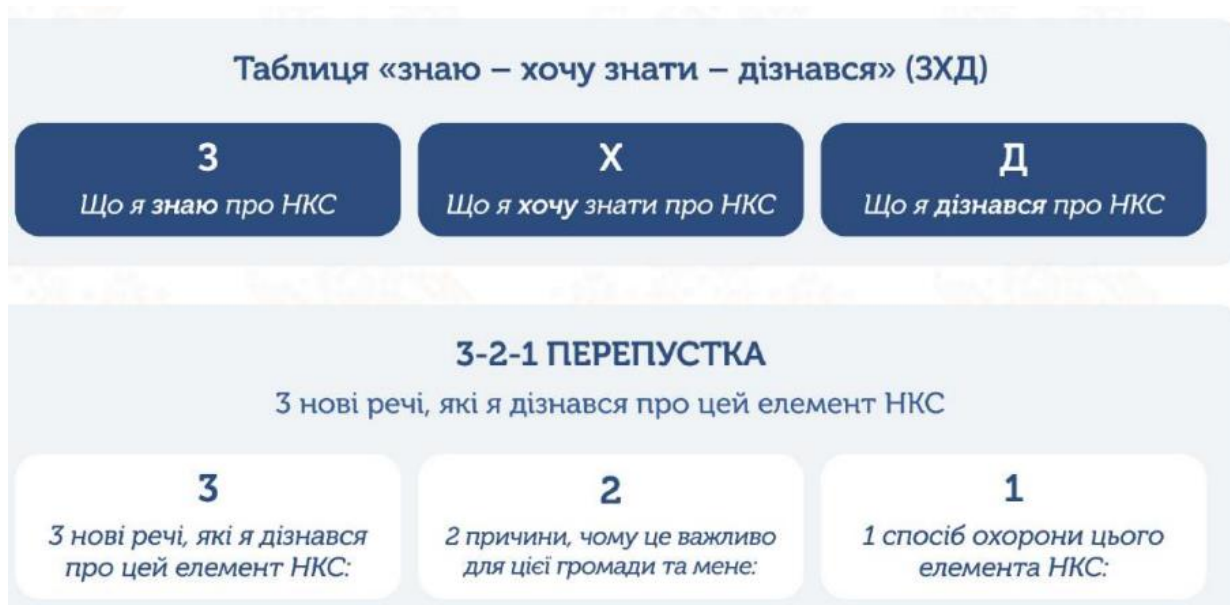 Таблиця «знаю – хочу знати – дізнався» (ЗХД)
З
Що я знаю про НКС
Х
Що я хочу знати про НКС
Д
Що я дізнався про НКС
3-2-1 ПЕРЕПУСТКА
3 нові речі, які я дізнався про цей елемент НКС
3
3 нові речі, які я дізнався
про цей елемент НКС:
2
2 причини, чому це важливо
для цієї громади та мене:
1
1 спосіб охорони цього
елемента НКС: